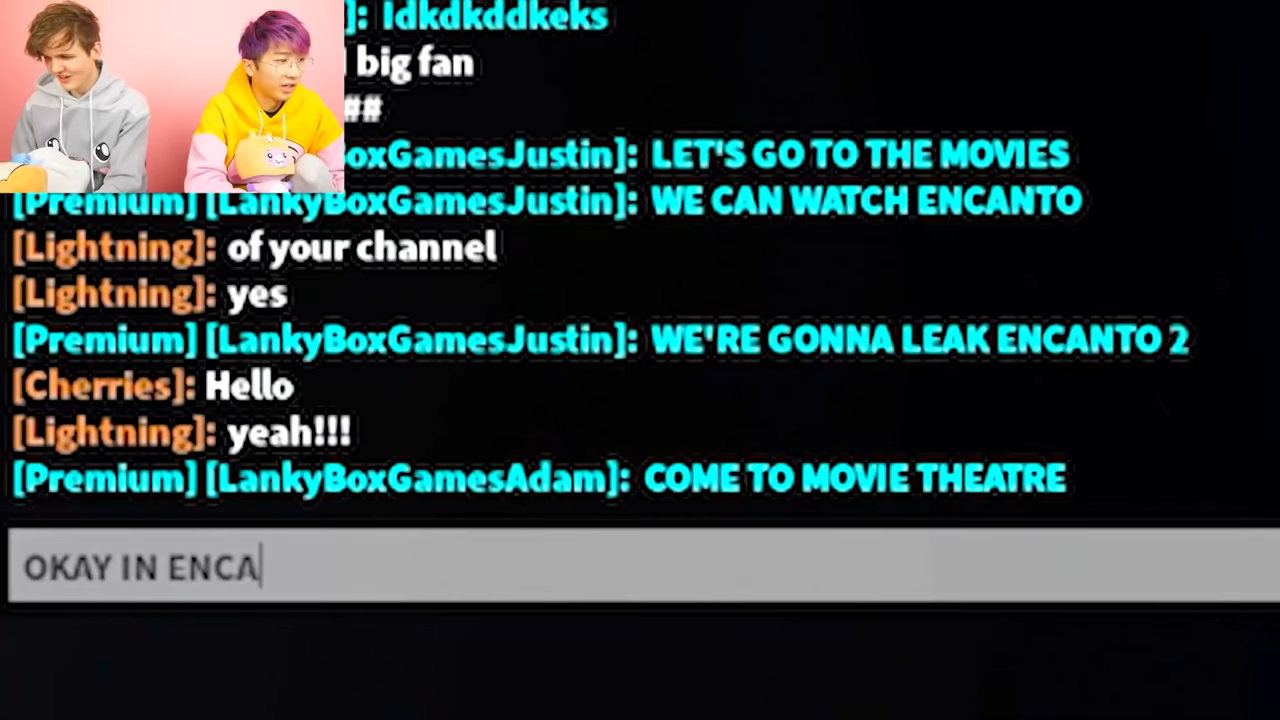 ]: Idkdkddkeks
big fan
##
boxGamesJustin]: LET'S GO TO THE MOVIES
[Premium] [LankyBoxGamesJustin]: WE CAN WATCH ENCANTO
[Lightning]: of your channel
[Lightning]: yes
[Premium] [LankyBoxGamesJustin]: WE'RE GONNA LEAK ENCANTO 2
[Cherries]: Hello
[Lightning]: yeah!!!
[Premium] [LankyBoxGamesAdam]: COME TO MOVIE THEATRE
OKAY IN ENCA